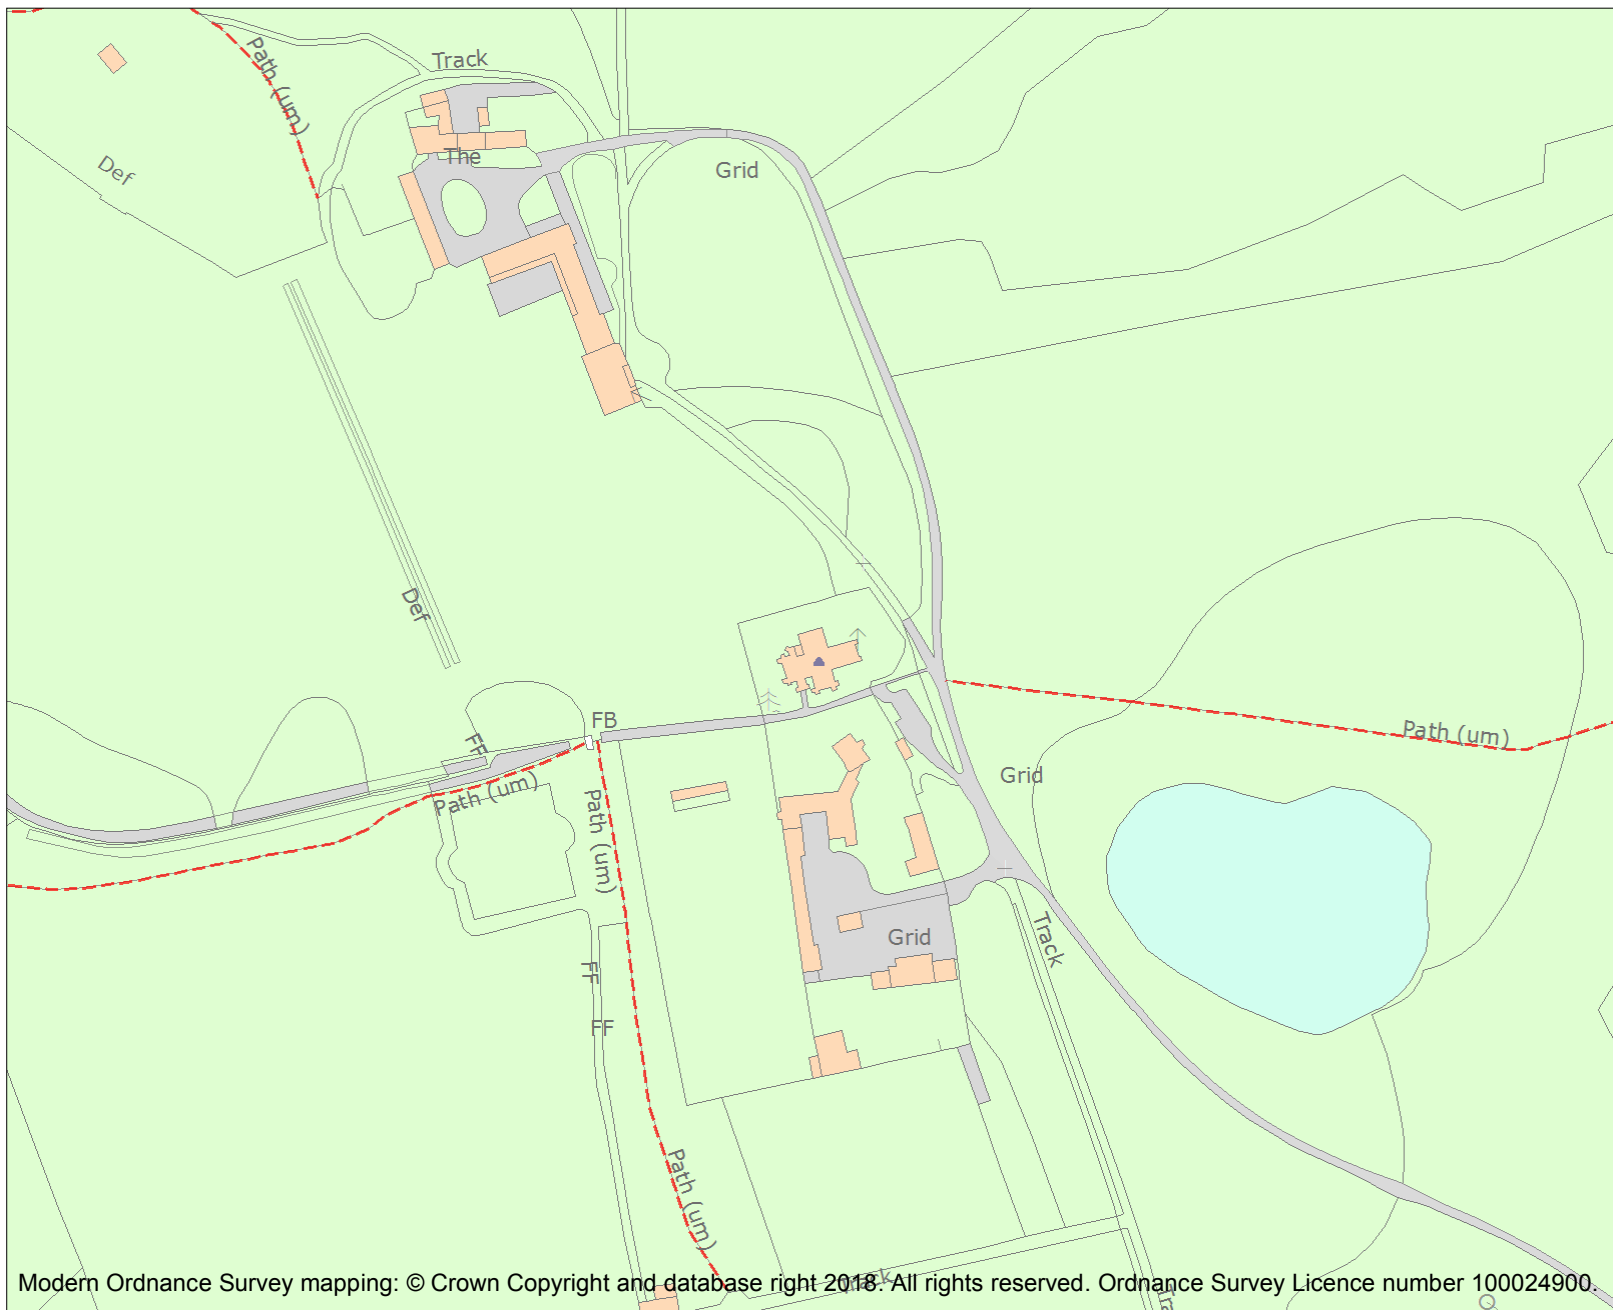 Path (um)
Track
Def
The
Grid
Def
FB
FF
Path (um)
Path (um)
Path (um)
Grid
Grid
Track
FF
FF
Path (um)
Track
Modern Ordnance Survey mapping: © Crown Copyright and database right 2018. All rights reserved. Ordnance Survey Licence number 100024900.